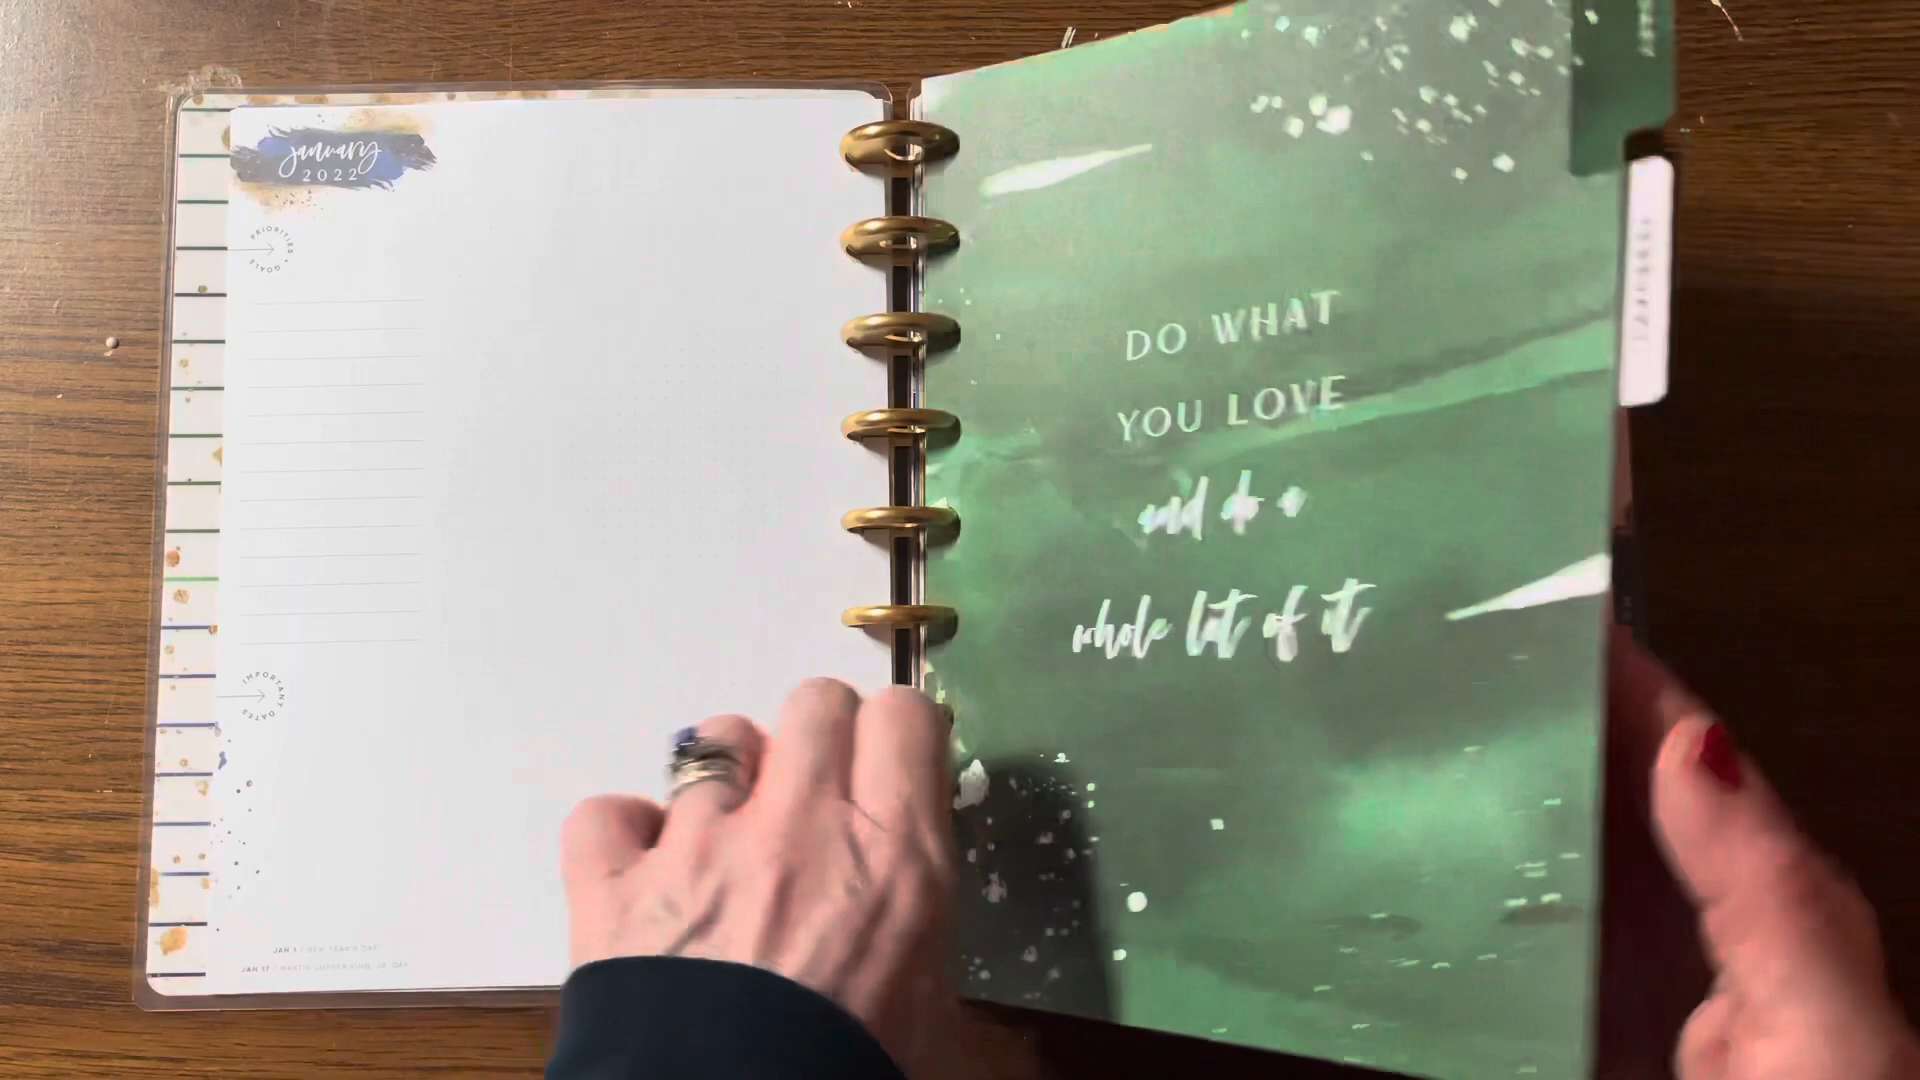 january
2022
PRIORITIES • GOALS
IMPORTANT DATES
JAN 1 / NEW YEAR'S DAY
JAN 17 / MARTIN LUTHER KING, JR. DAY
DO WHAT
YOU LOVE
and do a
whole lot of it